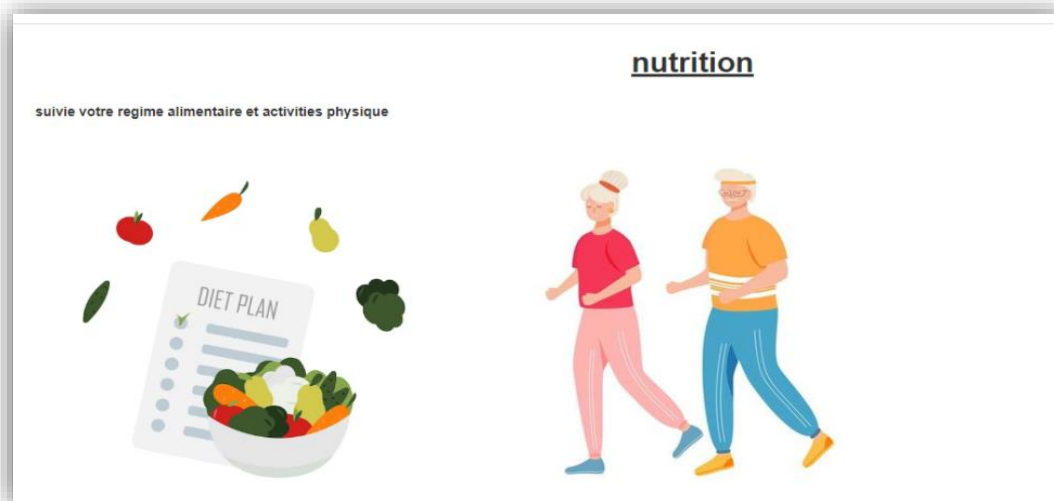 nutrition
suivie votre regime alimentaire et activities physique
DIET PLAN